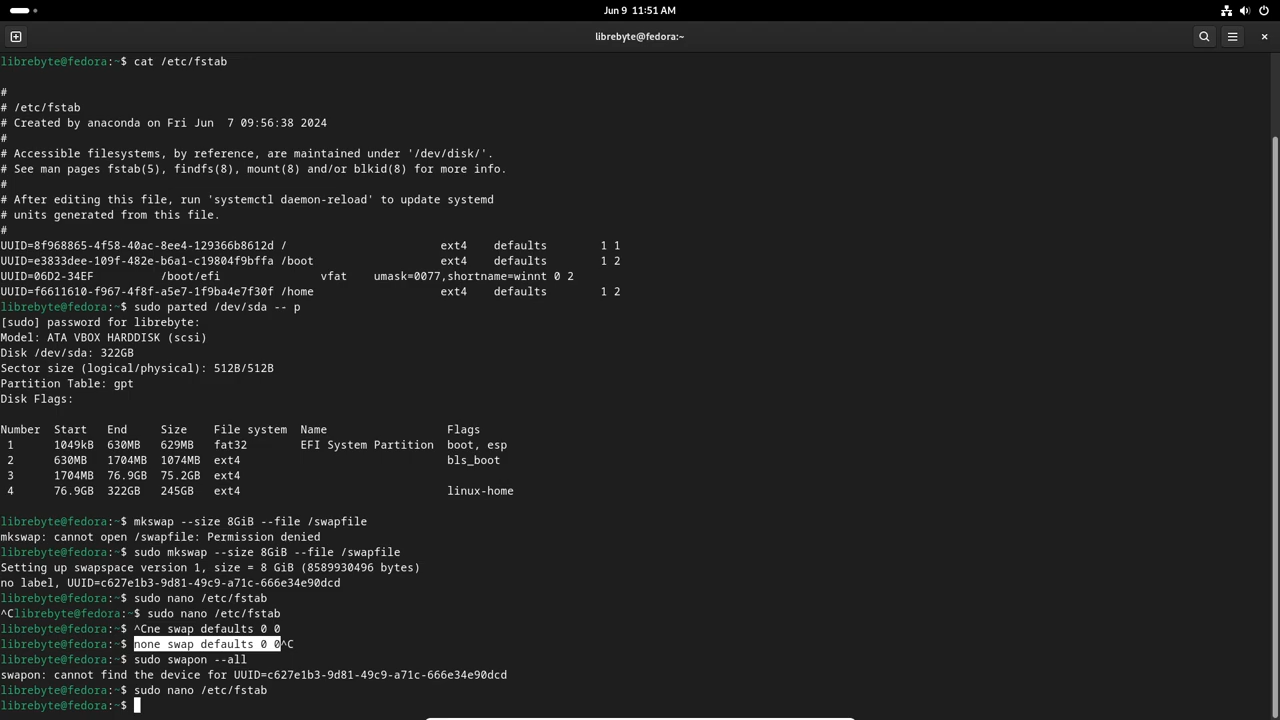 Jun 9 11:51 AM
librebyte@fedora:~
librebyte@fedora:~$ cat /etc/fstab
#
# /etc/fstab
# Created by anaconda on Fri Jun  7 09:56:38 2024
#
# Accessible filesystems, by reference, are maintained under '/dev/disk/'.
# See man pages fstab(5), findfs(8), mount(8) and/or blkid(8) for more info.
#
# After editing this file, run 'systemctl daemon-reload' to update systemd
# units generated from this file.
#
UUID=8f968865-4f58-40ac-8ee4-129366b8612d /                       ext4    defaults        1 1
UUID=e3833dee-109f-482e-b6a1-c19804f9bffa /boot                   ext4    defaults        1 2
UUID=06D2-34EF          /boot/efi               vfat    umask=0077,shortname=winnt 0 2
UUID=f6611610-f967-4f8f-a5e7-1f9ba4e7f30f /home                   ext4    defaults        1 2
librebyte@fedora:~$ sudo parted /dev/sda -- p
[sudo] password for librebyte:
Model: ATA VBOX HARDDISK (scsi)
Disk /dev/sda: 322GB
Sector size (logical/physical): 512B/512B
Partition Table: gpt
Disk Flags:
Number  Start   End     Size    File system  Name                  Flags
1      1049kB  630MB   629MB   fat32        EFI System Partition  boot, esp
2      630MB   1704MB  1074MB  ext4                               bls_boot
3      1704MB  76.9GB  75.2GB  ext4
4      76.9GB  322GB   245GB   ext4                               linux-home
librebyte@fedora:~$ mkswap --size 8GiB --file /swapfile
mkswap: cannot open /swapfile: Permission denied
librebyte@fedora:~$ sudo mkswap --size 8GiB --file /swapfile
Setting up swapspace version 1, size = 8 GiB (8589930496 bytes)
no label, UUID=c627e1b3-9d81-49c9-a71c-666e34e90dcd
librebyte@fedora:~$ sudo nano /etc/fstab
^Clibrebyte@fedora:~$ sudo nano /etc/fstab
librebyte@fedora:~$ ^Cne swap defaults 0 0
librebyte@fedora:~$ none swap defaults 0 0^C
librebyte@fedora:~$ sudo swapon --all
swapon: cannot find the device for UUID=c627e1b3-9d81-49c9-a71c-666e34e90dcd
librebyte@fedora:~$ sudo nano /etc/fstab
librebyte@fedora:~$